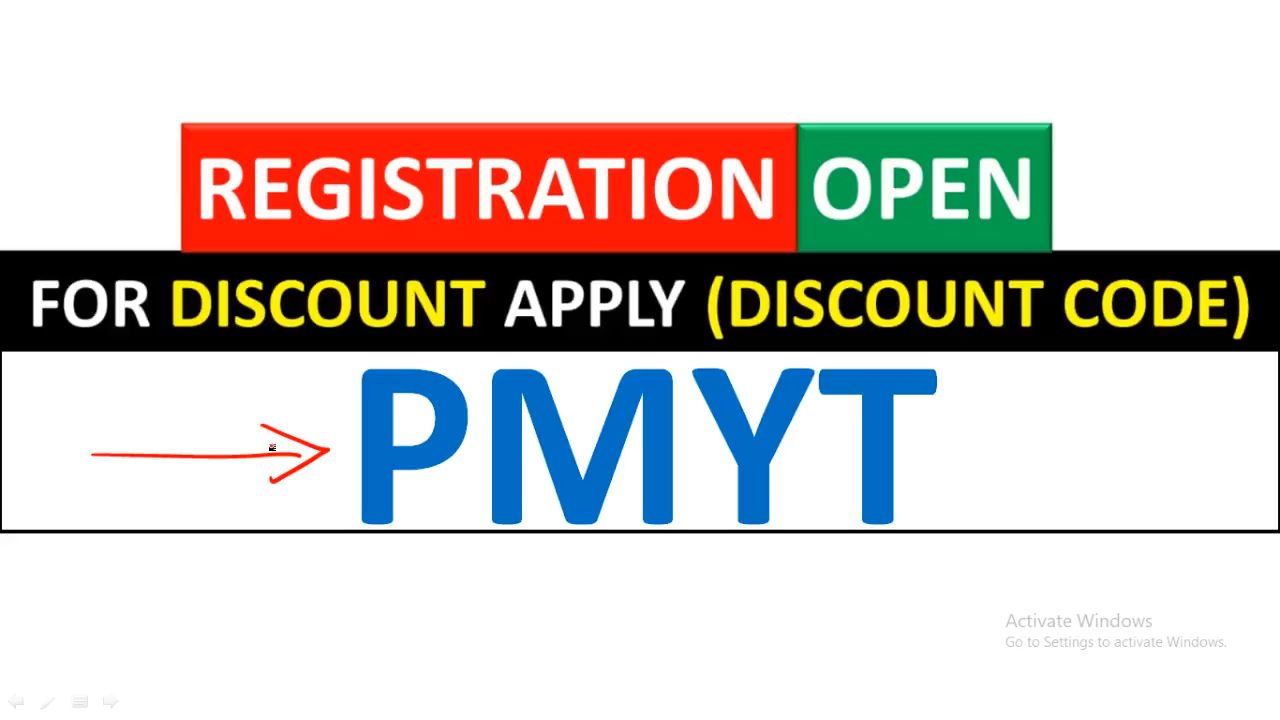 REGISTRATION OPEN
FOR DISCOUNT APPLY (DISCOUNT CODE)
PMYT
Activate Windows
Go to Settings to activate Windows.